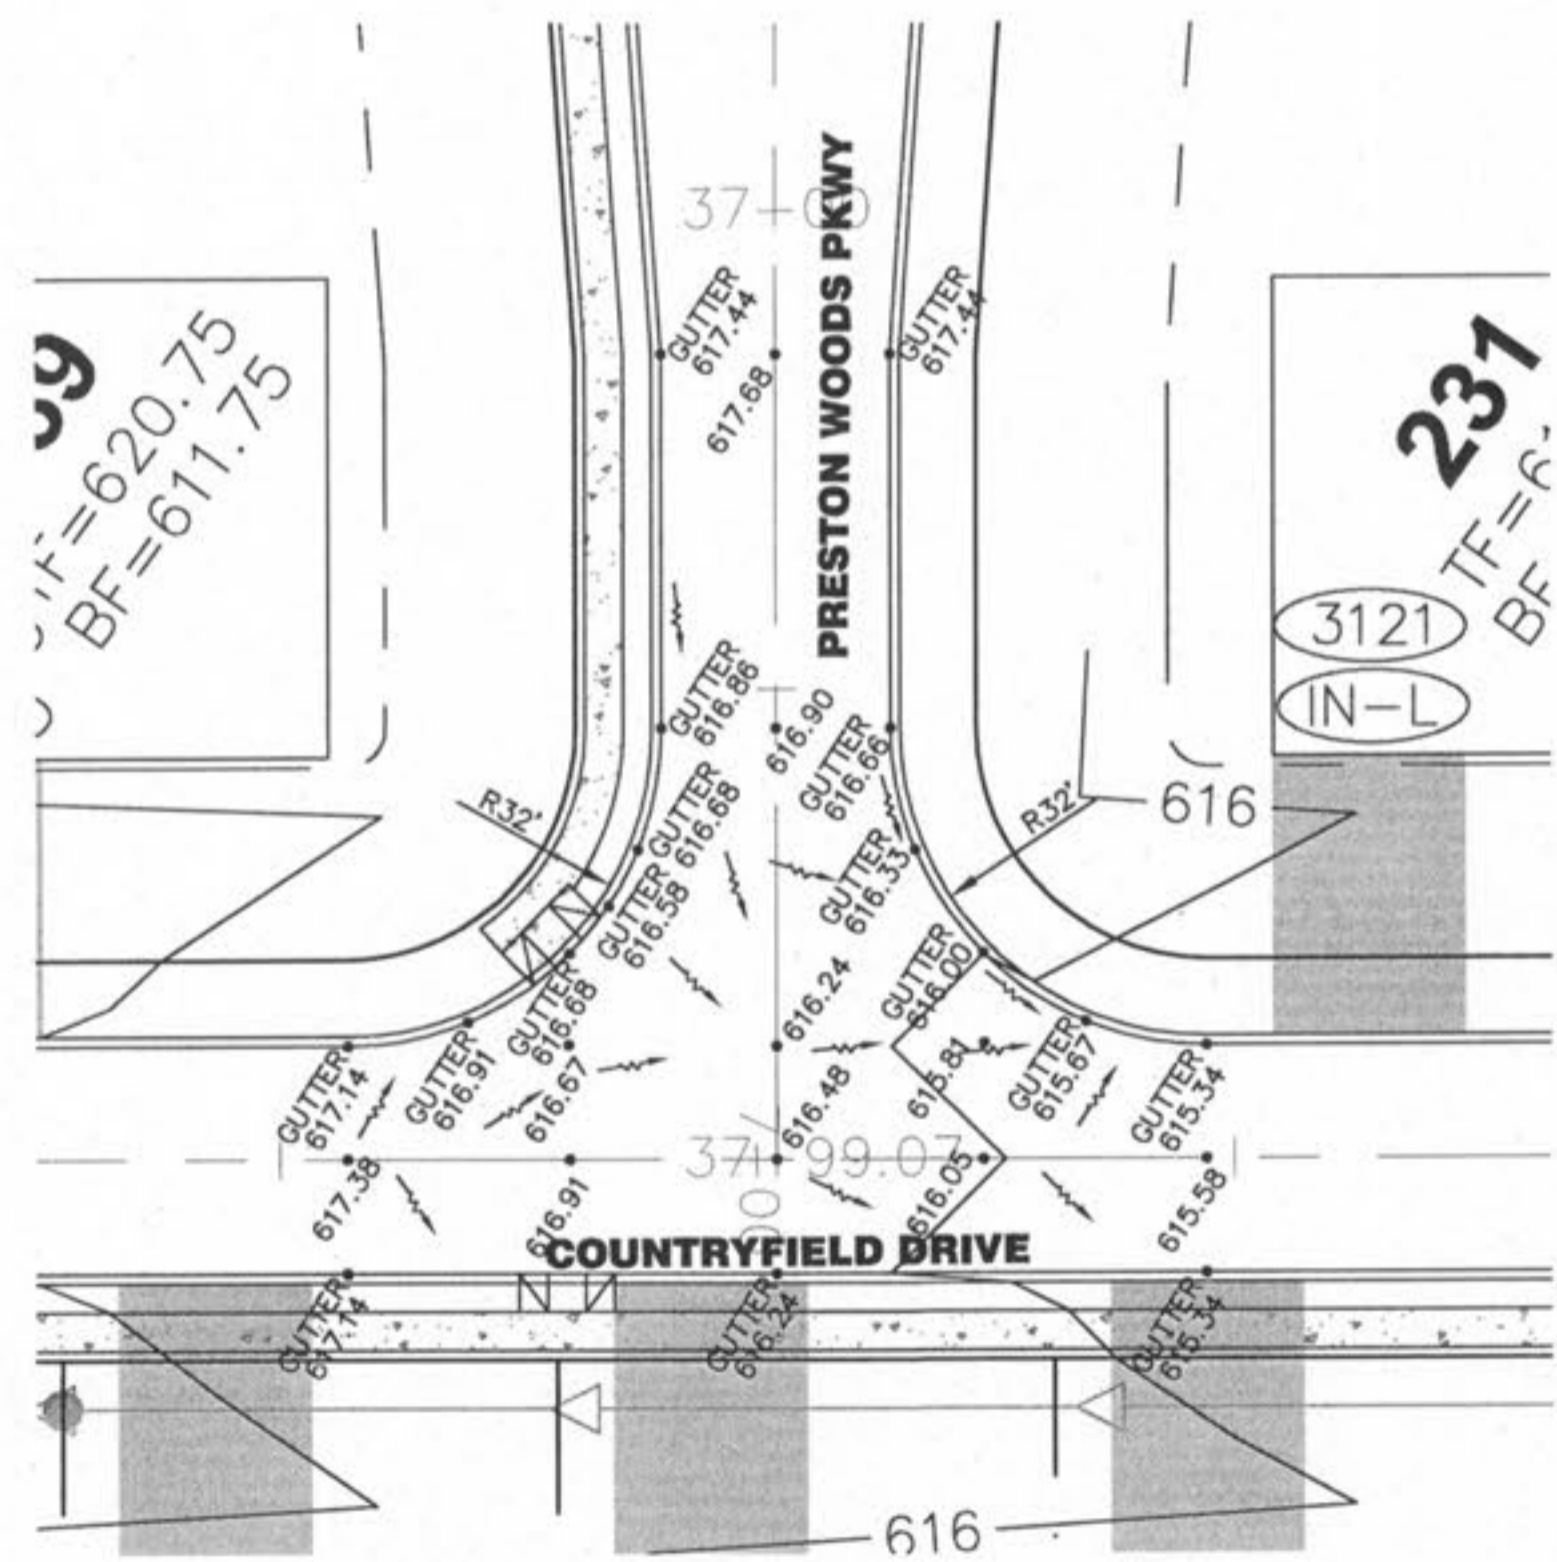 37+00
PRESTON WOODS PKWY
GUTTER
617.44
617.68
GUTTER
617.44
=620.75
BF=611.75
231
TF=6
BF
3121
IN-L
GUTTER
616.86
616.90
GUTTER
616.66
R32'
GUTTER
616.68
GUTTER
616.58
GUTTER
616.33
R32'
616
GUTTER
616.68
616.24
GUTTER
616.00
GUTTER
617.14
GUTTER
616.91
616.67
616.48
615.81
GUTTER
615.67
GUTTER
615.34
37+99.07
00
617.38
616.91
616.05
615.58
COUNTRYFIELD DRIVE
GUTTER
617.14
GUTTER
616.24
GUTTER
615.34
616